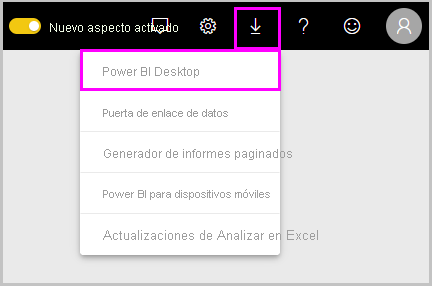 Nuevo aspecto activado
Power BI Desktop
Puerta de enlace de datos
Generador de informes paginados
Power BI para dispositivos móviles
Actualizaciones de Analizar en Excel